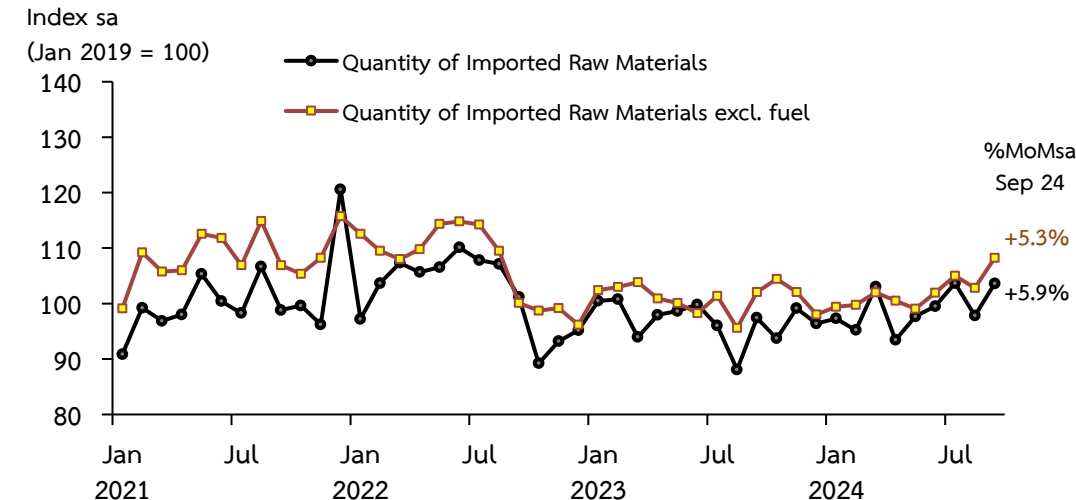 Index sa
(Jan 2019 = 100)
Quantity of Imported Raw Materials
Quantity of Imported Raw Materials excl. fuel
140
130
120
110
100
90
80
%MoMsa
Sep 24
+5.3%
+5.9%
Jan Jul Jan Jul Jan Jul Jan Jul
2021 2022 2023 2024